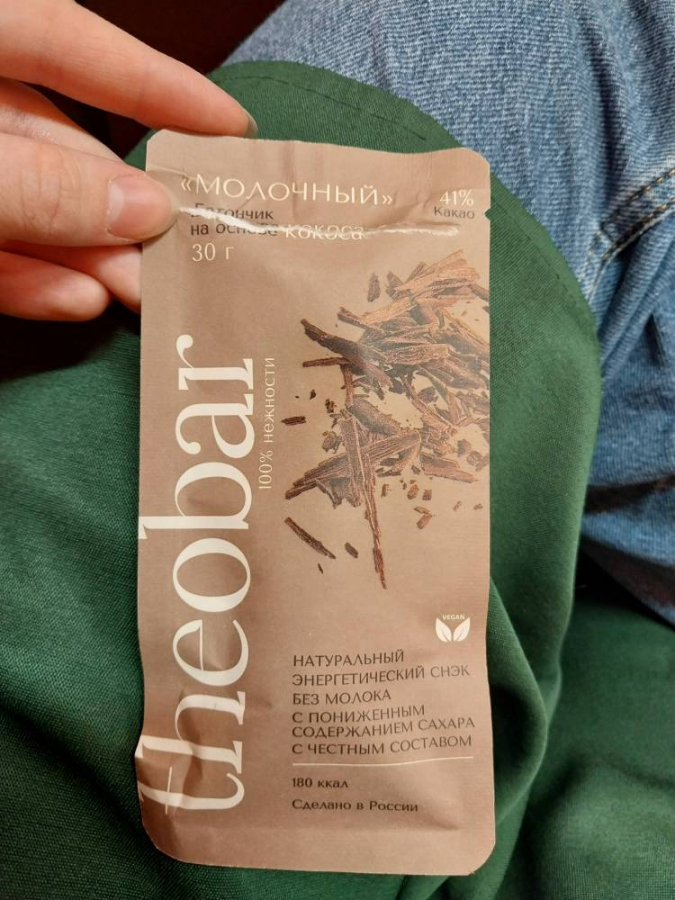 «МОЛОЧНЫЙ»
41%
Какао
Батончик
на основе кокоса
30 г
theobar
100% нежности
VEGAN
НАТУРАЛЬНЫЙ
ЭНЕРГЕТИЧЕСКИЙ СНЭК
БЕЗ МОЛОКА
С ПОНИЖЕННЫМ
СОДЕРЖАНИЕМ САХАРА
С ЧЕСТНЫМ СОСТАВОМ
180 ккал
Сделано в России